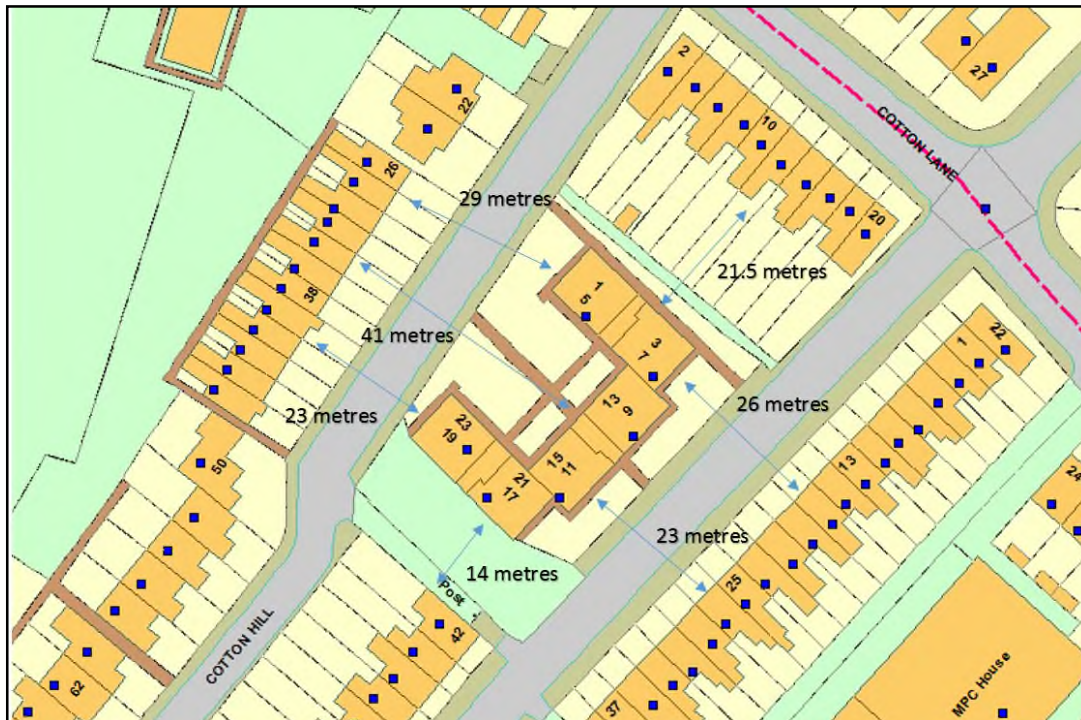 2
27
22
10
COTTON LANE
26
29 metres
20
21.5 metres
1
5
38
3
7
22
1
41 metres
13
9
26 metres
23 metres
23
19
15
11
13
50
21
17
24
23 metres
14 metres
Post
25
42
COTTON HILL
62
37
MPC House